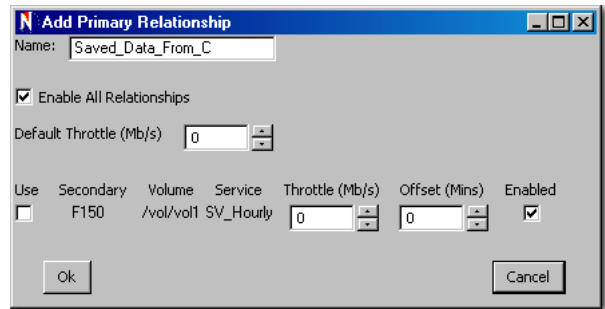 N Add Primary Relationship
Name: Saved_Data_From_C
Enable All Relationships
Default Throttle (Mb/s) 0
Use Secondary Volume Service Throttle (Mb/s) Offset (Mins) Enabled
F150 /vol/vol1 SV_Hourly 0 0
Ok Cancel